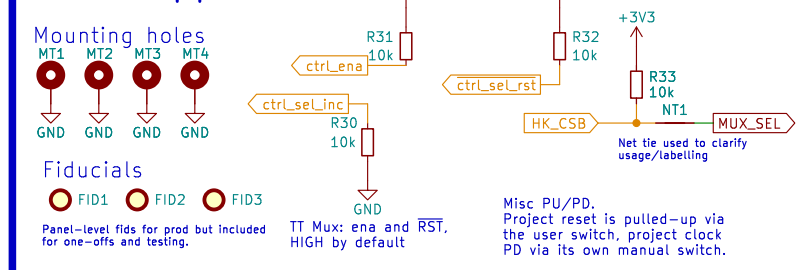 Mounting holes
MT1 MT2 MT3 MT4
GND GND GND GND
Fiducials
FID1 FID2 FID3
Panel-level fids for prod but included
for one-offs and testing.
R31
10k
ctrl_ena
ctrl_sel_inc
R30
10k
GND
TT Mux: ena and RST,
HIGH by default
R32
10k
ctrl_sel_rst
+3V3
R33
10k
NT1
HK_CSB
MUX_SEL
Net tie used to clarify
usage/labelling
Misc PU/PD.
Project reset is pulled-up via
the user switch, project clock
PD via its own manual switch.